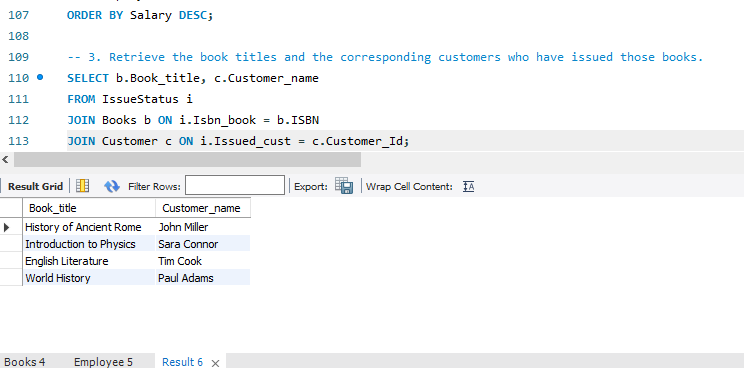 107 ORDER BY Salary DESC;
108
109 -- 3. Retrieve the book titles and the corresponding customers who have issued those books.
110 SELECT b.Book_title, c.Customer_name
111 FROM IssueStatus i
112 JOIN Books b ON i.Isbn_book = b.ISBN
113 JOIN Customer c ON i.Issued_cust = c.Customer_Id;
Result Grid Filter Rows: Export: Wrap Cell Content: IA
Book_title Customer_name
History of Ancient Rome John Miller
Introduction to Physics Sara Connor
English Literature Tim Cook
World History Paul Adams
Books 4 Employee 5 Result 6 ×